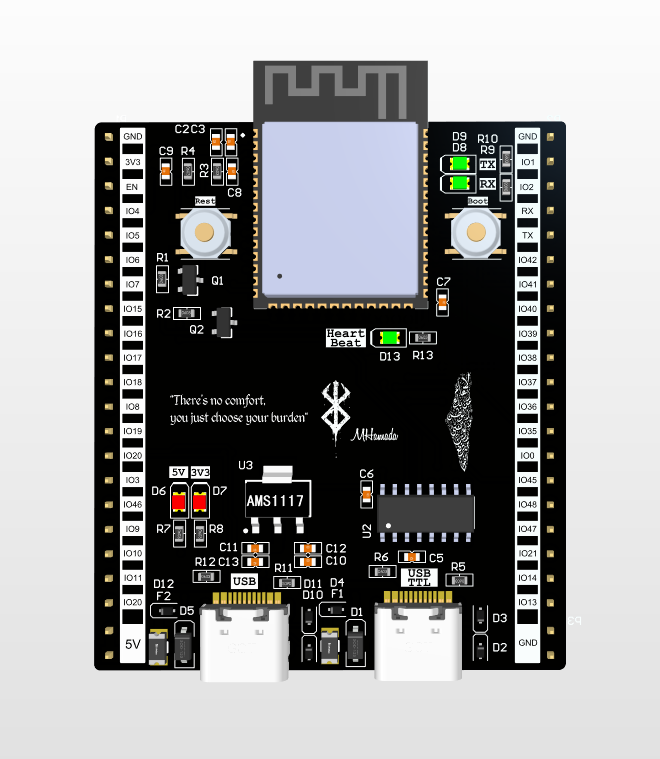 C2 C3
D9
R10
GND
C9
R4
D8
R9
GND
3V3
R3
TX
IO1
EN
C8
RX
IO2
IO4
Rest
Boot
RX
IO5
TX
IO6
R1
IO42
IO7
Q1
C7
IO41
IO15
R2
IO40
IO16
Q2
Heart
Beat
IO39
IO17
D13
R13
IO38
IO18
IO37
"There's no comfort,
IO8
you just choose your burden"
IO36
IO19
MHamada
IO35
IO20
U3
IO0
IO3
5V
3V3
C6
IO45
IO46
D6
D7
AMS1117
IO48
IO9
R7
R8
U2
IO47
IO10
C11
C12
IO21
C13
C10
R6
C5
IO11
R12
USB
R11
USB
TTL
R5
IO14
IO20
D12
D11
D4
IO13
F2
D5
D10
F1
D1
D3
P3
5V
D2
GND